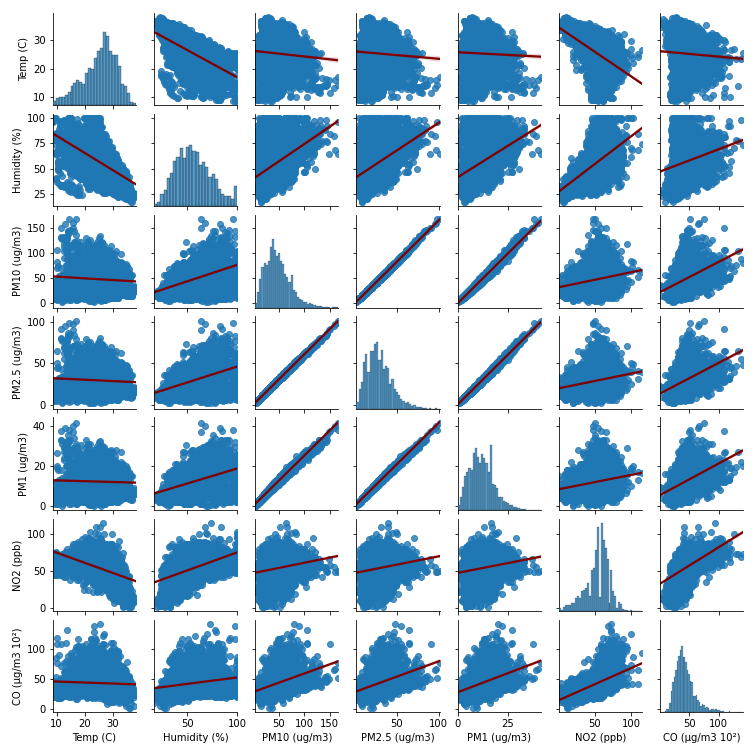 Temp (C)
30
20
10
Humidity (%)
100
75
50
25
PM10 (ug/m3)
150
100
50
0
PM2.5 (ug/m3)
100
50
0
PM1 (ug/m3)
40
20
0
NO2 (ppb)
100
50
0
CO (μg/m3 10²)
100
50
0
10 20 30
50 100
50 100 150
50 100
0 25
50 100
50 100
Temp (C)
Humidity (%)
PM10 (ug/m3)
PM2.5 (ug/m3)
PM1 (ug/m3)
NO2 (ppb)
CO (μg/m3 10²)